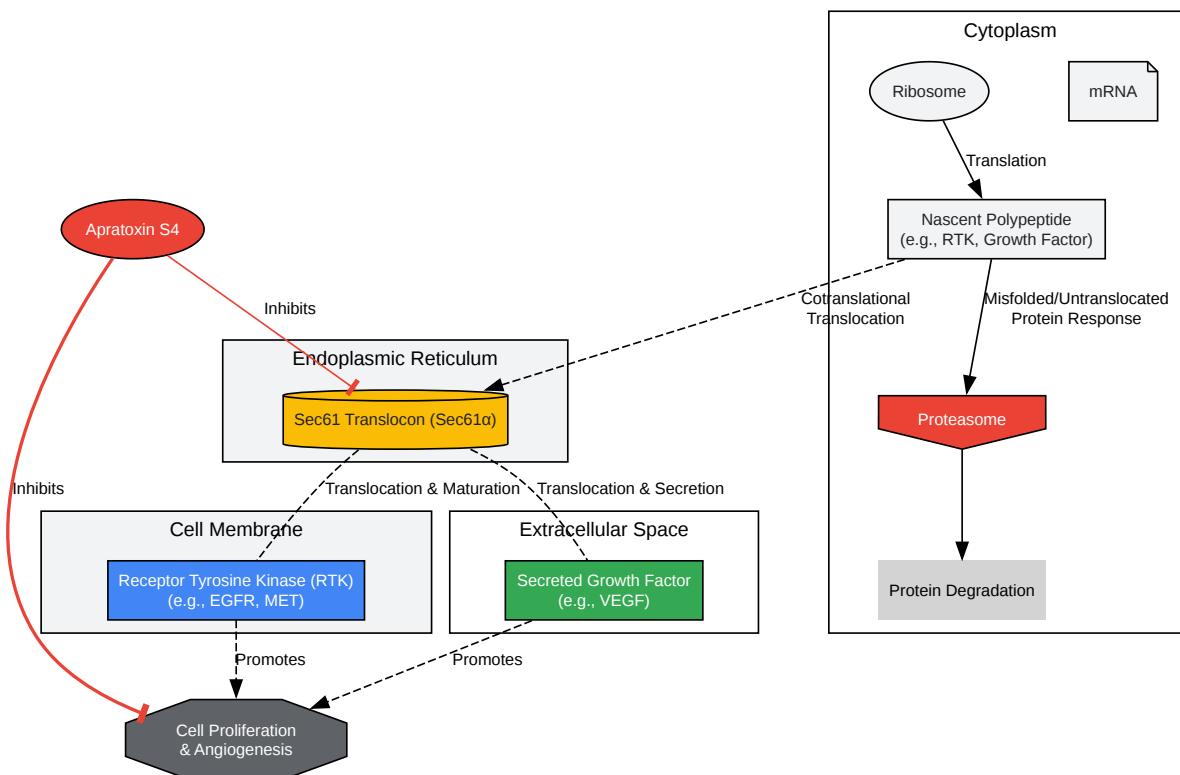 Cytoplasm
Ribosome
mRNA
Translation
Apratoxin S4
Nascent Polypeptide
(e.g., RTK, Growth Factor)
Inhibits
Cotranslational
Translocation
Misfolded/Untranslocated
Protein Response
Endoplasmic Reticulum
Sec61 Translocon (Sec61α)
Proteasome
Inhibits
Translocation & Maturation
Translocation & Secretion
Cell Membrane
Extracellular Space
Receptor Tyrosine Kinase (RTK)
(e.g., EGFR, MET)
Secreted Growth Factor
(e.g., VEGF)
Protein Degradation
Promotes
Promotes
Cell Proliferation
& Angiogenesis